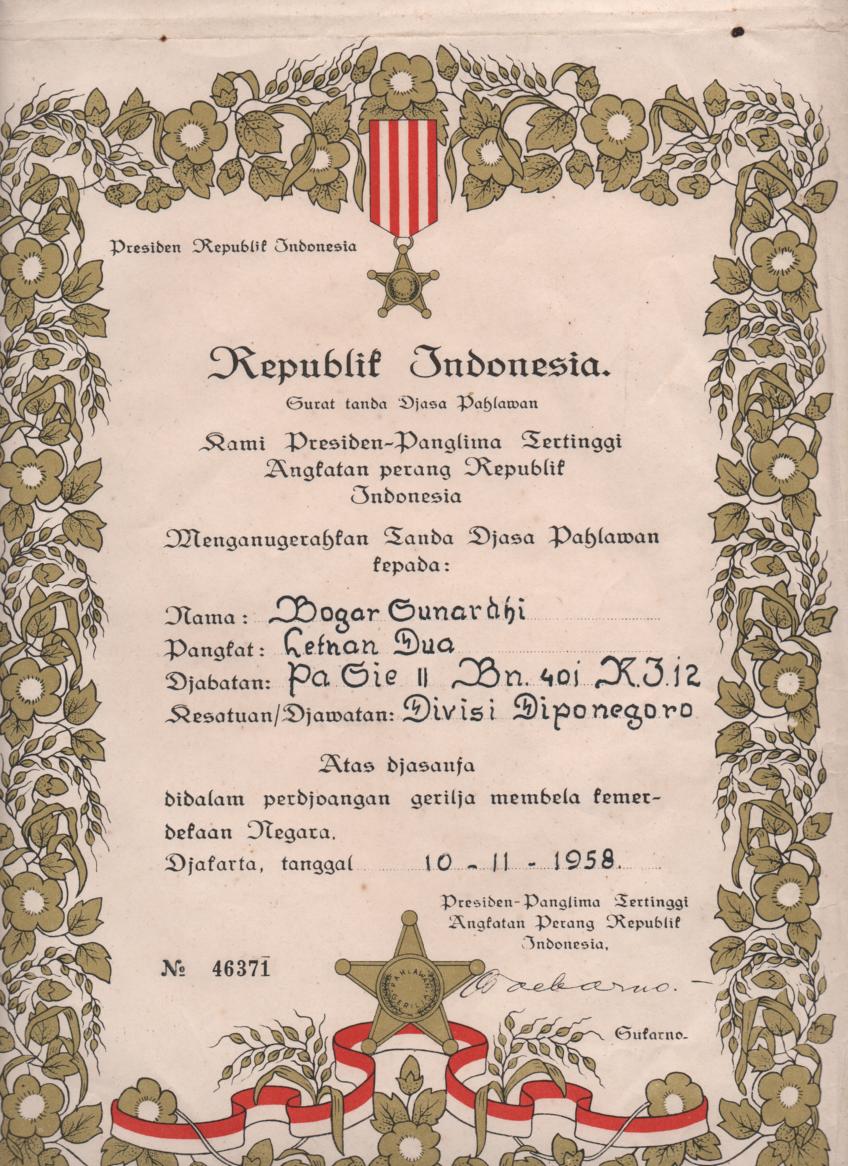 Presiden Republik Indonesia
Republik Indonesia.
Surat tanda Djasa Pahlawan
Kami Presiden-Panglima Tertinggi
Angkatan perang Republik
Indonesia
Menganugerahkan Tanda Djasa Pahlawan
kepada:
Nama: Bogar Sunardhi
Pangkat: Letnan Dua
Djabatan: Pa Sie II Bn. 401 R.I.12
Kesatuan/Djawatan: Divisi Diponegoro
Atas djasanja
didalam perdjoangan gerilja membela kemer-
dekaan Negara.
Djakarta, tanggal 10 - 11 - 1958.
Presiden-Panglima Tertinggi
Angkatan Perang Republik
Indonesia,
№ 46371
PAHLAWAN
GERILJA
Soekarno.
Sukarno-